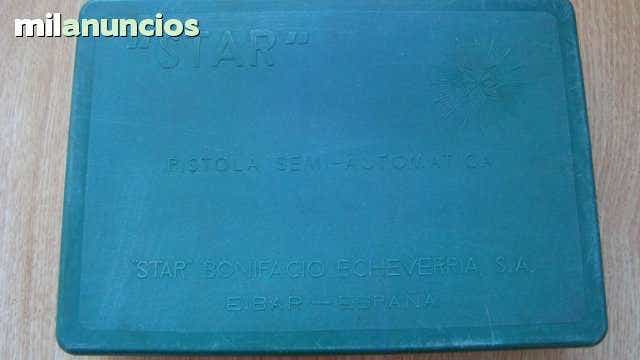 milanuncios
"STAR"
PISTOLA SEMI-AUTOMATICA
"STAR" BONIFACIO ECHEVERRIA, S.A.
EIBAR — ESPAÑA